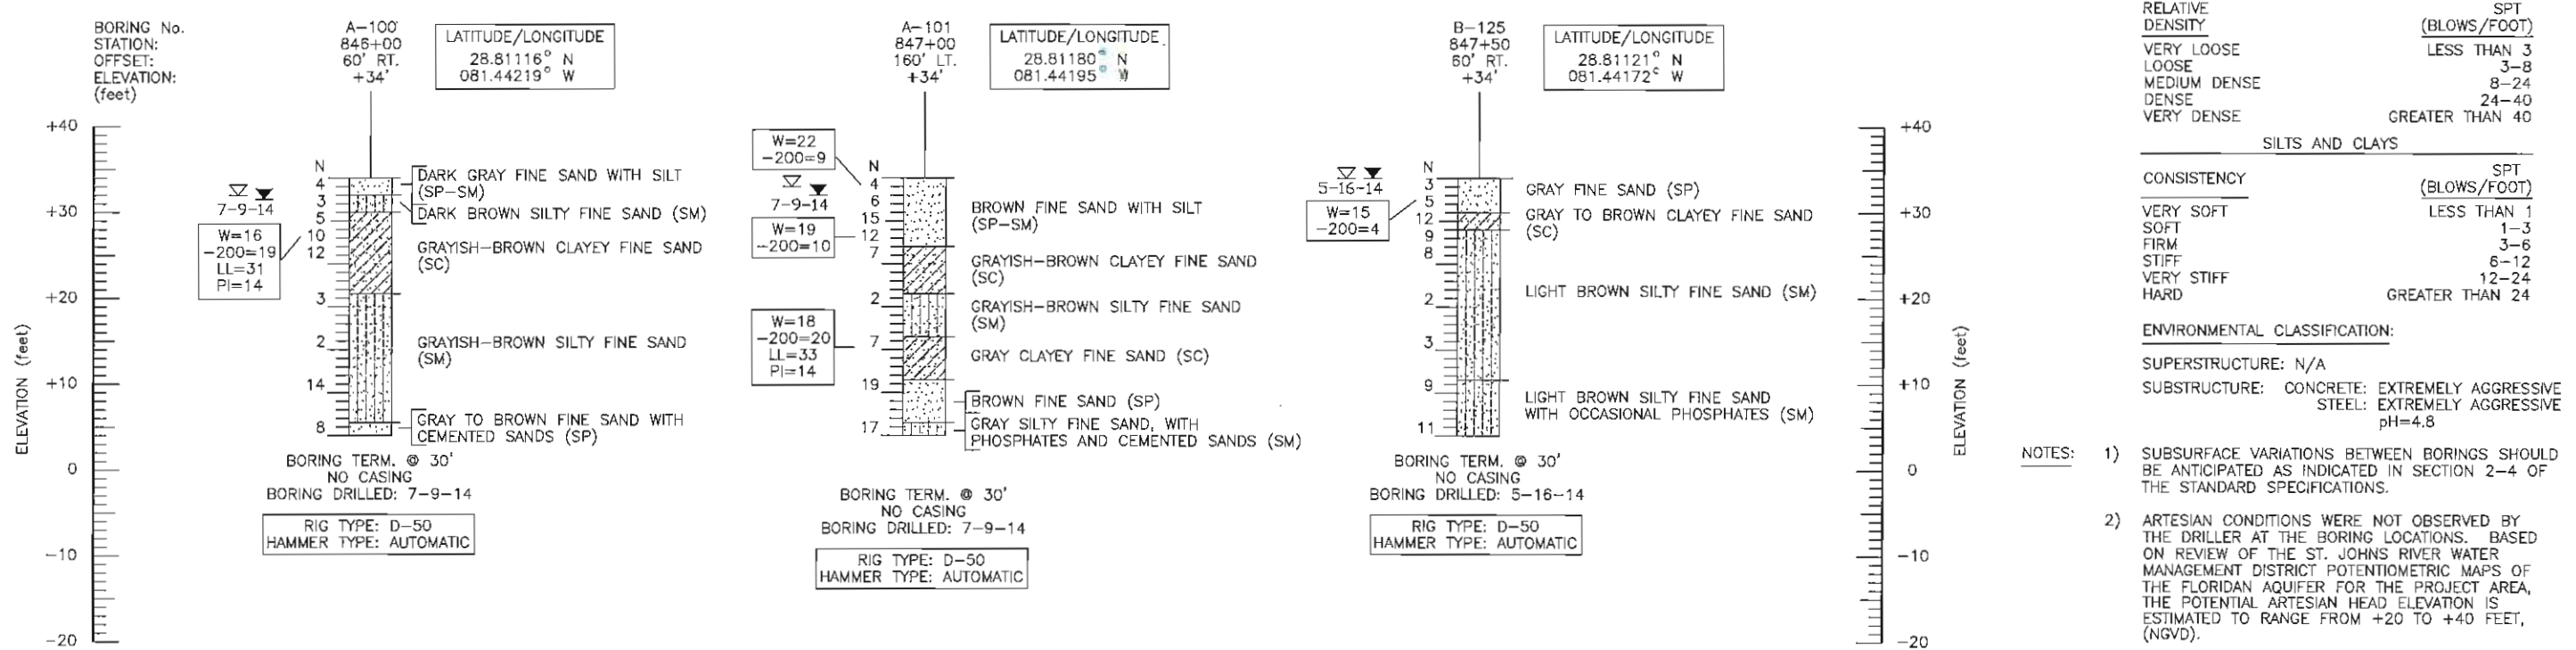 BORING No.
STATION:
OFFSET:
ELEVATION:
(feet)
A-100
846+00
60' RT.
+34'
LATITUDE/LONGITUDE
28.81116° N
081.44219° W
A-101
847+00
160' LT.
+34'
LATITUDE/LONGITUDE
28.81180° N
081.44195° W
B-125
847+50
60' RT.
+34'
LATITUDE/LONGITUDE
28.81121° N
081.44172° W
ELEVATION (feet)
+40
+30
+20
+10
0
-10
-20
7-9-14
W=16
-200=19
LL=31
PI=14
N
4
3
5
10
12
3
2
14
8
DARK GRAY FINE SAND WITH SILT
(SP-SM)
DARK BROWN SILTY FINE SAND (SM)
GRAYISH-BROWN CLAYEY FINE SAND
(SC)
GRAYISH-BROWN SILTY FINE SAND
(SM)
GRAY TO BROWN FINE SAND WITH
CEMENTED SANDS (SP)
BORING TERM. @ 30'
NO CASING
BORING DRILLED: 7-9-14
RIG TYPE: D-50
HAMMER TYPE: AUTOMATIC
W=22
-200=9
7-9-14
W=19
-200=10
W=18
-200=20
LL=33
PI=14
N
4
6
15
12
7
2
7
19
17
BROWN FINE SAND WITH SILT
(SP-SM)
GRAYISH-BROWN CLAYEY FINE SAND
(SC)
GRAYISH-BROWN SILTY FINE SAND
(SM)
GRAY CLAYEY FINE SAND (SC)
BROWN FINE SAND (SP)
GRAY SILTY FINE SAND, WITH
PHOSPHATES AND CEMENTED SANDS (SM)
BORING TERM. @ 30'
NO CASING
BORING DRILLED: 7-9-14
RIG TYPE: D-50
HAMMER TYPE: AUTOMATIC
5-16-14
W=15
-200=4
N
3
5
12
9
8
2
3
9
11
GRAY FINE SAND (SP)
GRAY TO BROWN CLAYEY FINE SAND
(SC)
LIGHT BROWN SILTY FINE SAND (SM)
LIGHT BROWN SILTY FINE SAND
WITH OCCASIONAL PHOSPHATES (SM)
BORING TERM. @ 30'
NO CASING
BORING DRILLED: 5-16-14
RIG TYPE: D-50
HAMMER TYPE: AUTOMATIC
+40
+30
+20
+10
0
-10
-20
ELEVATION (feet)
RELATIVE SPT
DENSITY (BLOWS/FOOT)
VERY LOOSE LESS THAN 3
LOOSE 3-8
MEDIUM DENSE 8-24
DENSE 24-40
VERY DENSE GREATER THAN 40
SILTS AND CLAYS
SPT
CONSISTENCY (BLOWS/FOOT)
VERY SOFT LESS THAN 1
SOFT 1-3
FIRM 3-6
STIFF 6-12
VERY STIFF 12-24
HARD GREATER THAN 24
ENVIRONMENTAL CLASSIFICATION:
SUPERSTRUCTURE: N/A
SUBSTRUCTURE: CONCRETE: EXTREMELY AGGRESSIVE
STEEL: EXTREMELY AGGRESSIVE
pH=4.8
NOTES: 1) SUBSURFACE VARIATIONS BETWEEN BORINGS SHOULD
BE ANTICIPATED AS INDICATED IN SECTION 2-4 OF
THE STANDARD SPECIFICATIONS.
2) ARTESIAN CONDITIONS WERE NOT OBSERVED BY
THE DRILLER AT THE BORING LOCATIONS. BASED
ON REVIEW OF THE ST. JOHNS RIVER WATER
MANAGEMENT DISTRICT POTENTIOMETRIC MAPS OF
THE FLORIDAN AQUIFER FOR THE PROJECT AREA,
THE POTENTIAL ARTESIAN HEAD ELEVATION IS
ESTIMATED TO RANGE FROM +20 TO +40 FEET,
(NGVD).